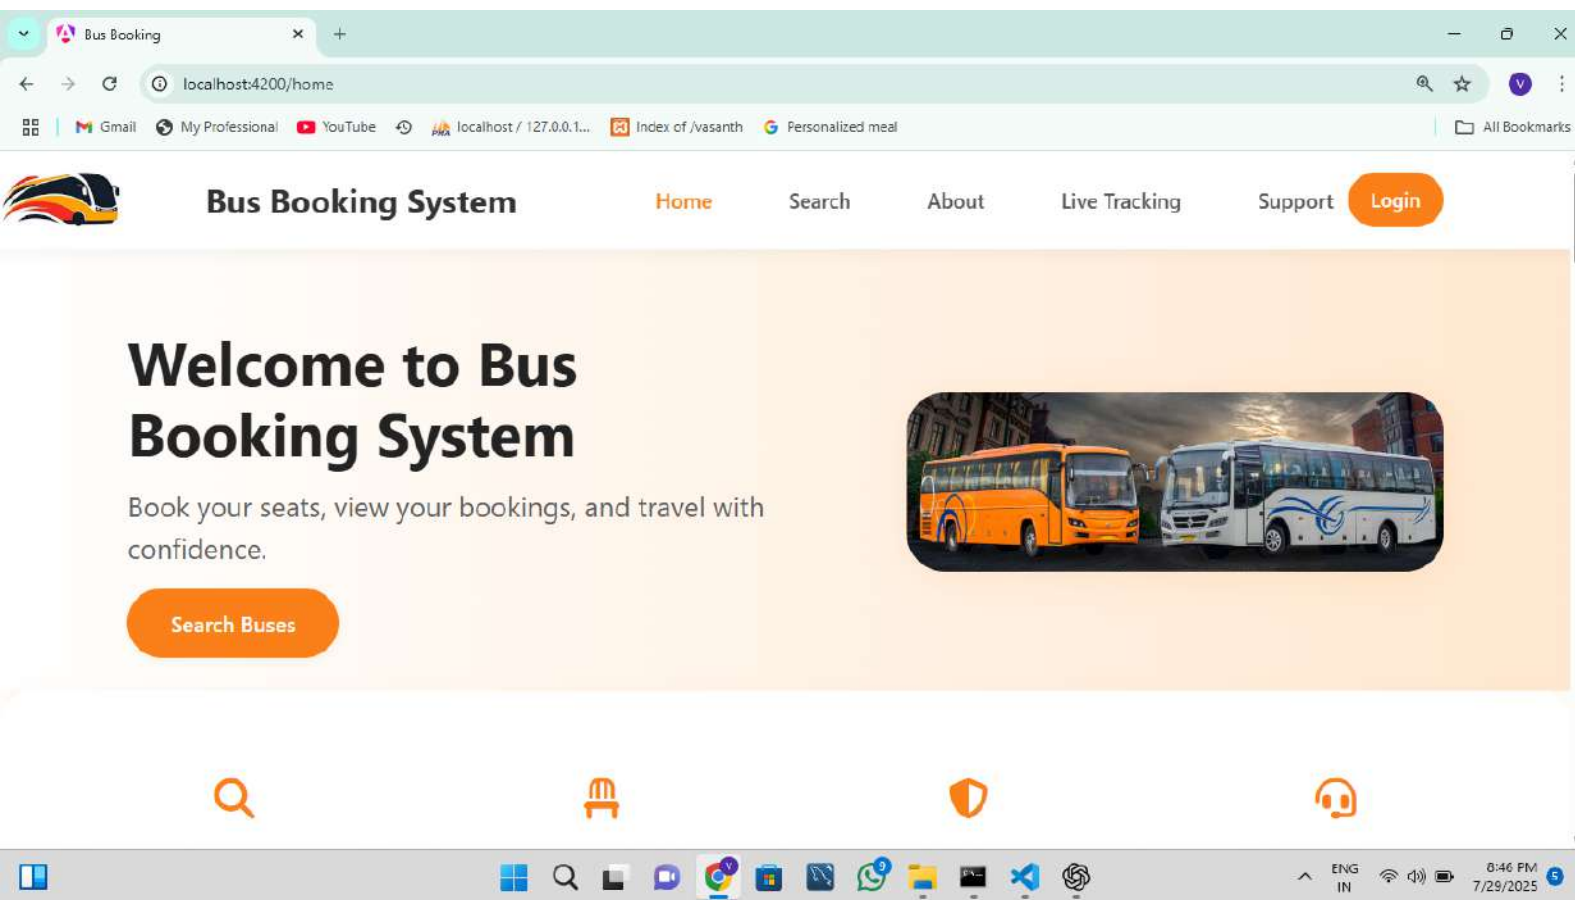 Bus Booking
localhost:4200/home
V
Gmail My Professional YouTube localhost / 127.0.0.1... Index of /vasanth Personalized meal All Bookmarks
Bus Booking System Home Search About Live Tracking Support Login
Welcome to Bus
Booking System
Book your seats, view your bookings, and travel with
confidence.
Search Buses
V
9
ENG
IN
8:46 PM
7/29/2025
5